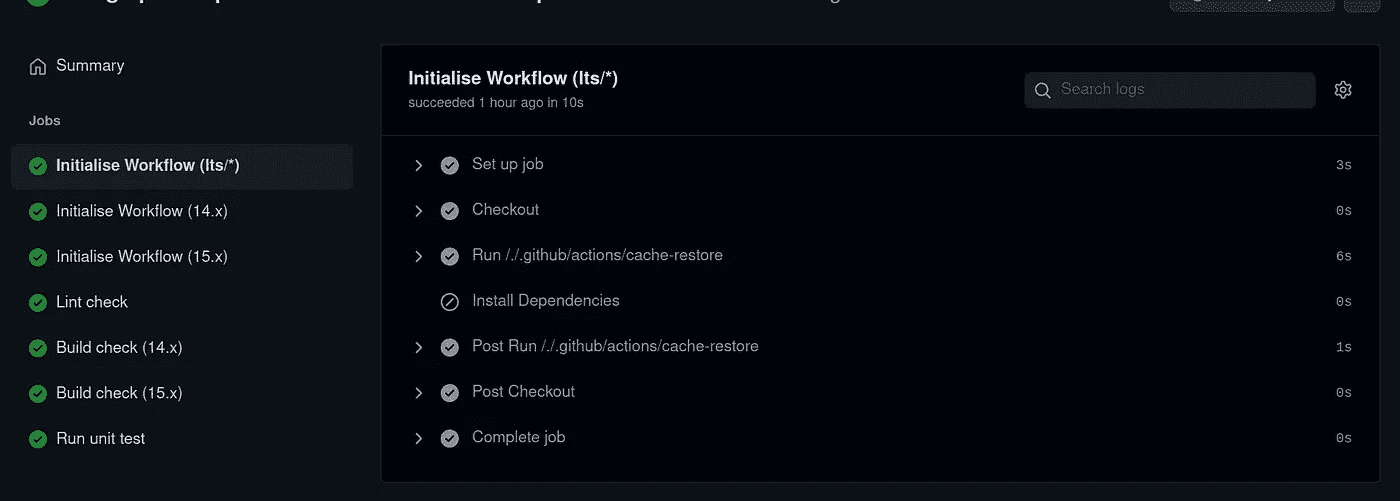 Summary
Jobs
Initialise Workflow (lts/*)
Initialise Workflow (14.x)
Initialise Workflow (15.x)
Lint check
Build check (14.x)
Build check (15.x)
Run unit test
Initialise Workflow (lts/*)
succeeded 1 hour ago in 10s
Search logs
Set up job 3s
Checkout 0s
Run /./.github/actions/cache-restore 6s
Install Dependencies 0s
Post Run /./.github/actions/cache-restore 1s
Post Checkout 0s
Complete job 0s